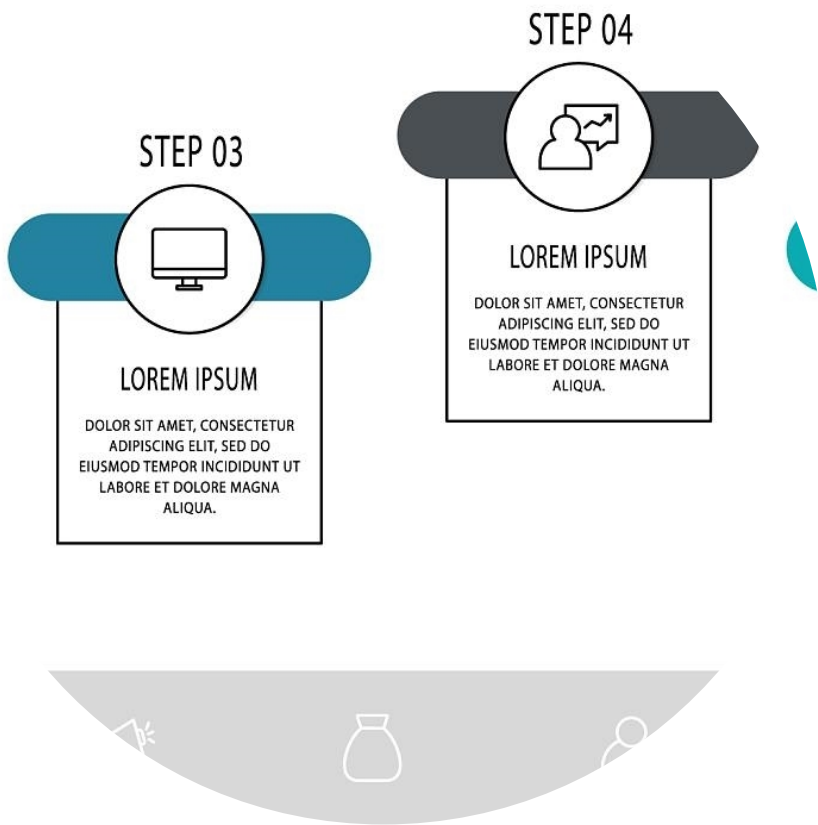 STEP 03
LOREM IPSUM
DOLOR SIT AMET, CONSECTETUR
ADIPISCING ELIT, SED DO
EIUSMOD TEMPOR INCIDIDUNT UT
LABORE ET DOLORE MAGNA
ALIQUA.
STEP 04
LOREM IPSUM
DOLOR SIT AMET, CONSECTETUR
ADIPISCING ELIT, SED DO
EIUSMOD TEMPOR INCIDIDUNT UT
LABORE ET DOLORE MAGNA
ALIQUA.